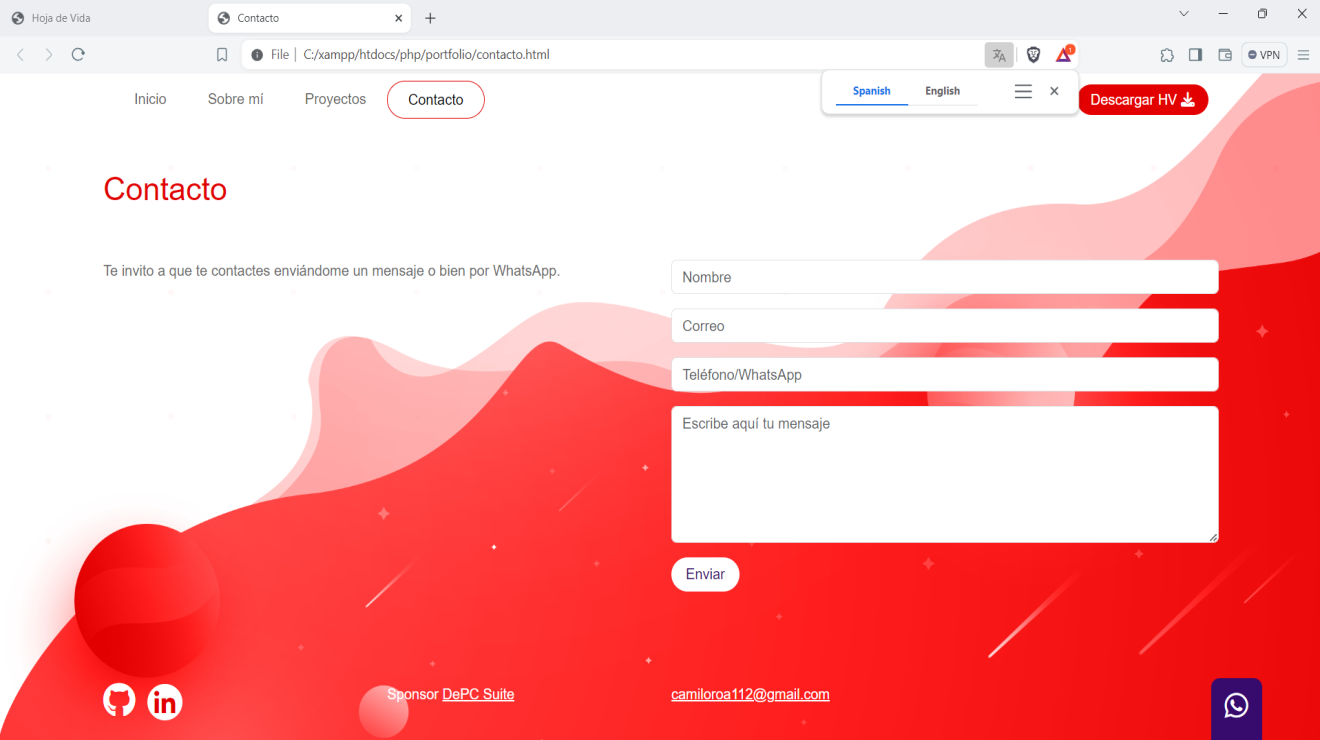 Hoja de Vida
Contacto
File
C:/xampp/htdocs/php/portfolio/contacto.html
1
VPN
Spanish
English
Inicio
Sobre mí
Proyectos
Contacto
Descargar HV
Contacto
Te invito a que te contactes enviándome un mensaje o bien por WhatsApp.
Nombre
Correo
Teléfono/WhatsApp
Escribe aquí tu mensaje
Enviar
in
Sponsor DePC Suite
camiloroa112@gmail.com